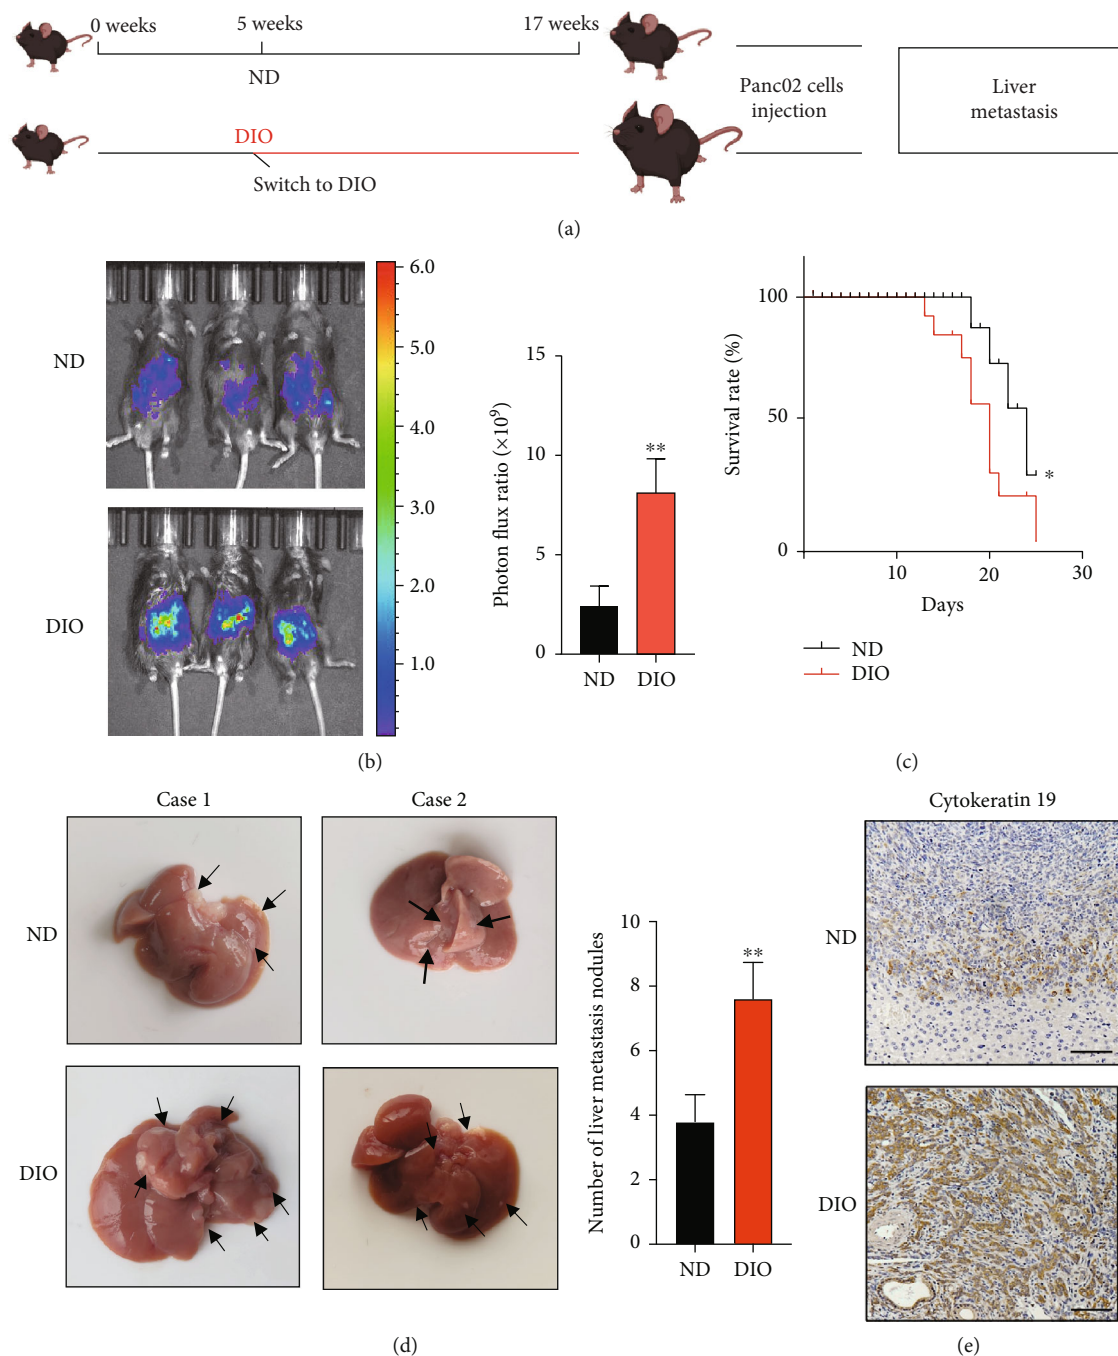 0 weeks 5 weeks 17 weeks
ND
DIO
Switch to DIO
Panc02 cells
injection
Liver
metastasis
(a)
ND
DIO
6.0
5.0
4.0
3.0
2.0
1.0
Photon flux ratio (×10⁹)
15
10
5
0
**
ND DIO
(b)
Survival rate (%)
100
50
0
10 20 30
Days
*
ND
DIO
(c)
Case 1 Case 2
ND
DIO
Number of liver metastasis nodules
10
8
6
4
2
0
**
ND DIO
(d)
Cytokeratin 19
ND
DIO
(e)